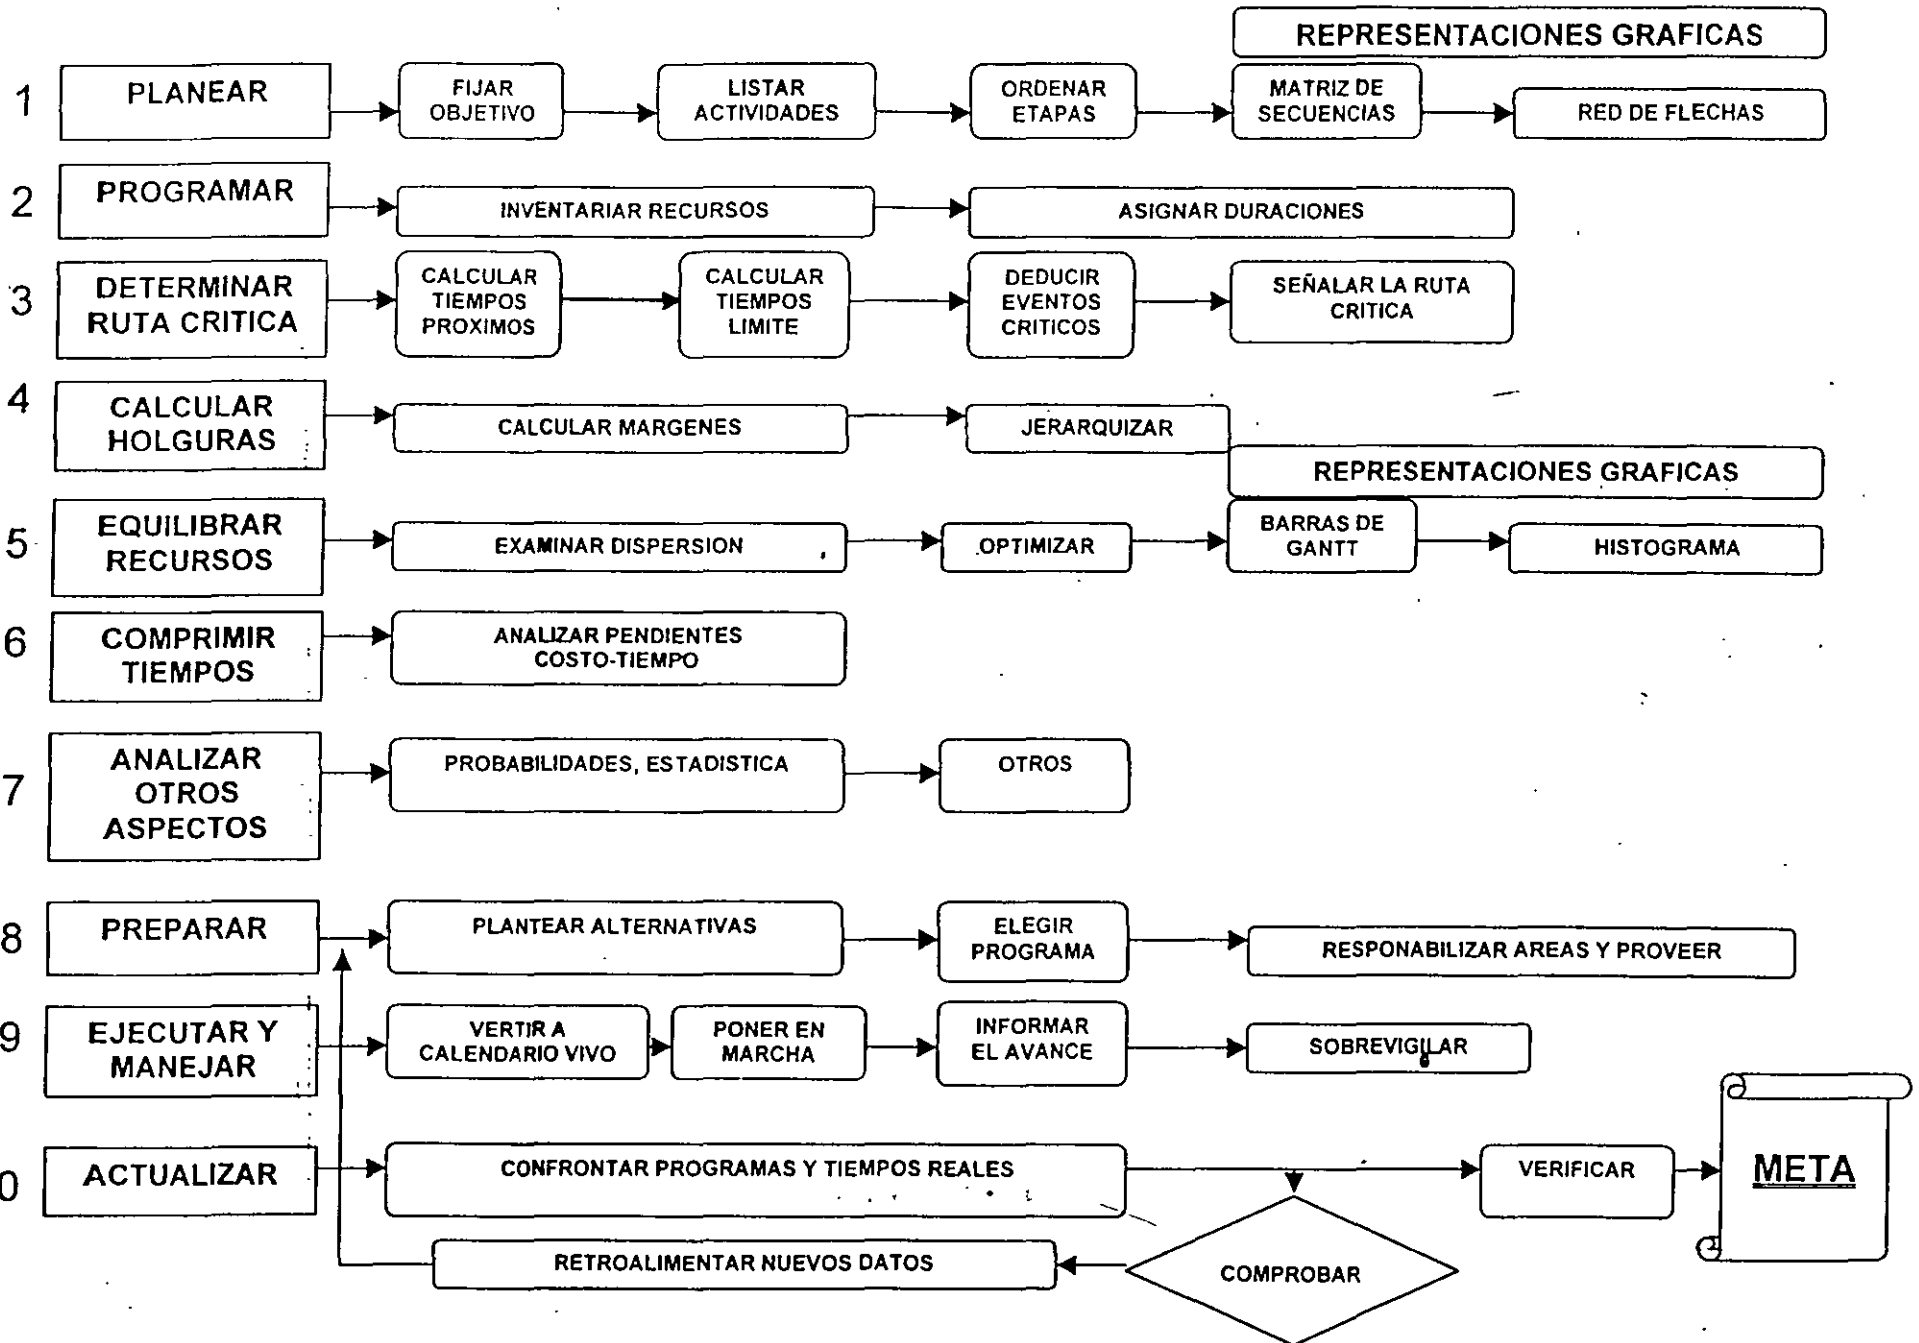 REPRESENTACIONES GRAFICAS
1
PLANEAR
FIJAR
OBJETIVO
LISTAR
ACTIVIDADES
ORDENAR
ETAPAS
MATRIZ DE
SECUENCIAS
RED DE FLECHAS
2
PROGRAMAR
INVENTARIAR RECURSOS
ASIGNAR DURACIONES
3
DETERMINAR
RUTA CRITICA
CALCULAR
TIEMPOS
PROXIMOS
CALCULAR
TIEMPOS
LIMITE
DEDUCIR
EVENTOS
CRITICOS
SEÑALAR LA RUTA
CRITICA
4
CALCULAR
HOLGURAS
CALCULAR MARGENES
JERARQUIZAR
REPRESENTACIONES GRAFICAS
5
EQUILIBRAR
RECURSOS
EXAMINAR DISPERSION
OPTIMIZAR
BARRAS DE
GANTT
HISTOGRAMA
6
COMPRIMIR
TIEMPOS
ANALIZAR PENDIENTES
COSTO-TIEMPO
7
ANALIZAR
OTROS
ASPECTOS
PROBABILIDADES, ESTADISTICA
OTROS
8
PREPARAR
PLANTEAR ALTERNATIVAS
ELEGIR
PROGRAMA
RESPONABILIZAR AREAS Y PROVEER
9
EJECUTAR Y
MANEJAR
VERTIR A
CALENDARIO VIVO
PONER EN
MARCHA
INFORMAR
EL AVANCE
SOBREVIGILAR
0
ACTUALIZAR
CONFRONTAR PROGRAMAS Y TIEMPOS REALES
VERIFICAR
META
RETROALIMENTAR NUEVOS DATOS
COMPROBAR